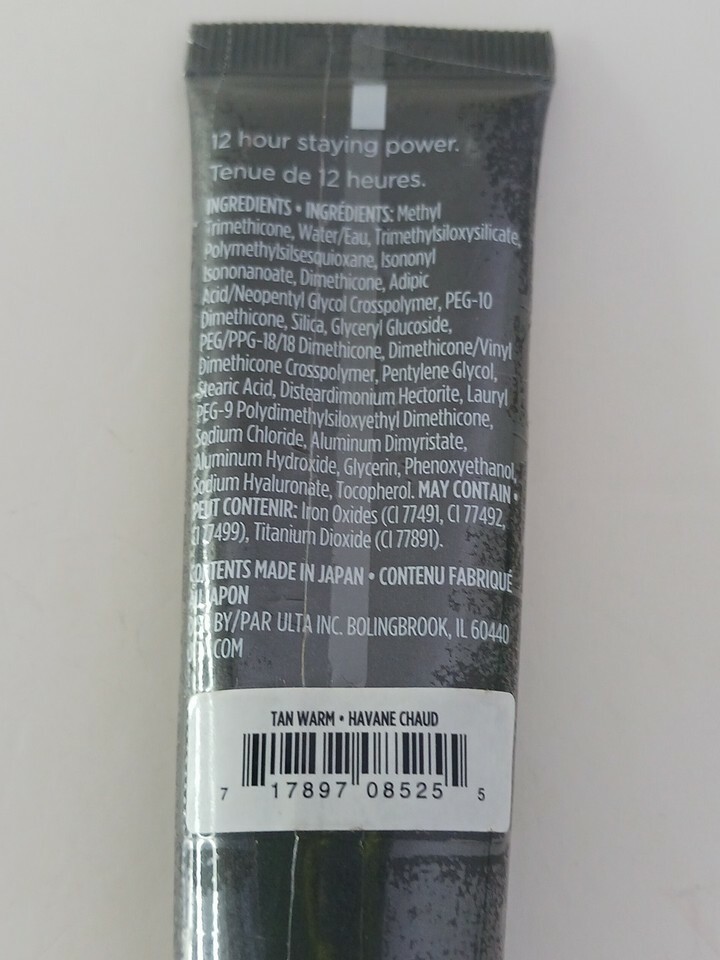 12 hour staying power.
Tenue de 12 heures.
INGREDIENTS • INGRÉDIENTS: Methyl
Trimethicone, Water/Eau, Trimethylsiloxysilicate,
Polymethylsilsesquioxane, Isononyl
Isononanoate, Dimethicone, Adipic
Acid/Neopentyl Glycol Crosspolymer, PEG-10
Dimethicone, Silica, Glyceryl Glucoside,
PEG/PPG-18/18 Dimethicone, Dimethicone/Vinyl
Dimethicone Crosspolymer, Pentylene Glycol,
Stearic Acid, Disteardimonium Hectorite, Lauryl
PEG-9 Polydimethylsiloxyethyl Dimethicone,
Sodium Chloride, Aluminum Dimyristate,
Aluminum Hydroxide, Glycerin, Phenoxyethanol,
Sodium Hyaluronate, Tocopherol. MAY CONTAIN •
PEUT CONTENIR: Iron Oxides (CI 77491, CI 77492,
CI 77499), Titanium Dioxide (CI 77891).
CONTENTS MADE IN JAPAN • CONTENU FABRIQUÉ
AU JAPON
BY/PAR ULTA INC. BOLINGBROOK, IL 60440
.COM
TAN WARM • HAVANE CHAUD
7 17897 08525 5